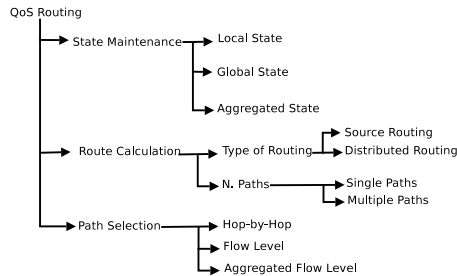 QoS Routing
State Maintenance
Local State
Global State
Aggregated State
Route Calculation
Type of Routing
Source Routing
Distributed Routing
N. Paths
Single Paths
Multiple Paths
Path Selection
Hop-by-Hop
Flow Level
Aggregated Flow Level